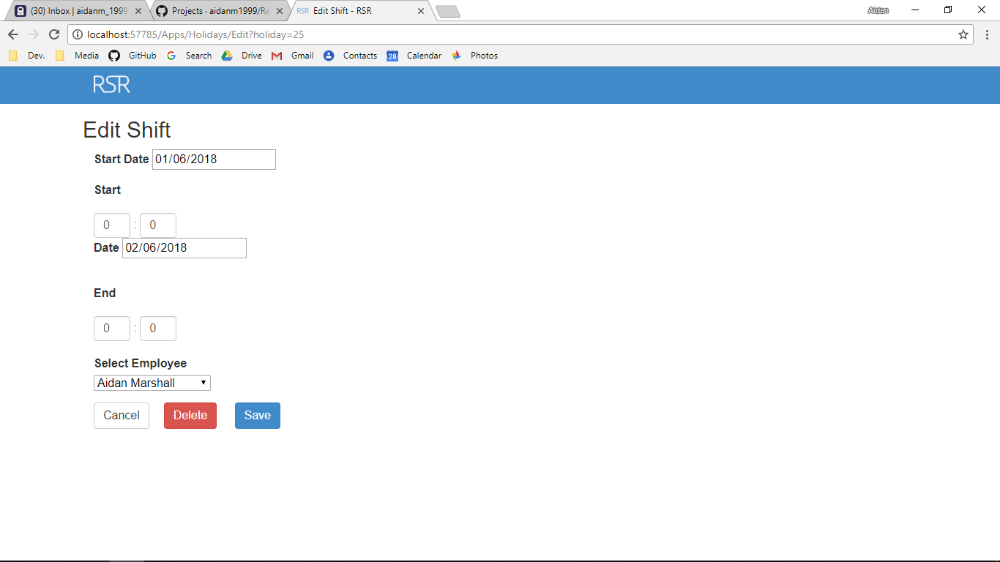 (30) Inbox | aidanm_1999
Projects · aidanm1999/Re
Edit Shift - RSR
Aidan
localhost:57785/Apps/Holidays/Edit?holiday=25
Dev. Media GitHub Search Drive Gmail Contacts 28 Calendar Photos
RSR
Edit Shift
Start Date 01/06/2018
Start
0 : 0
Date 02/06/2018
End
0 : 0
Select Employee
Aidan Marshall
Cancel Delete Save